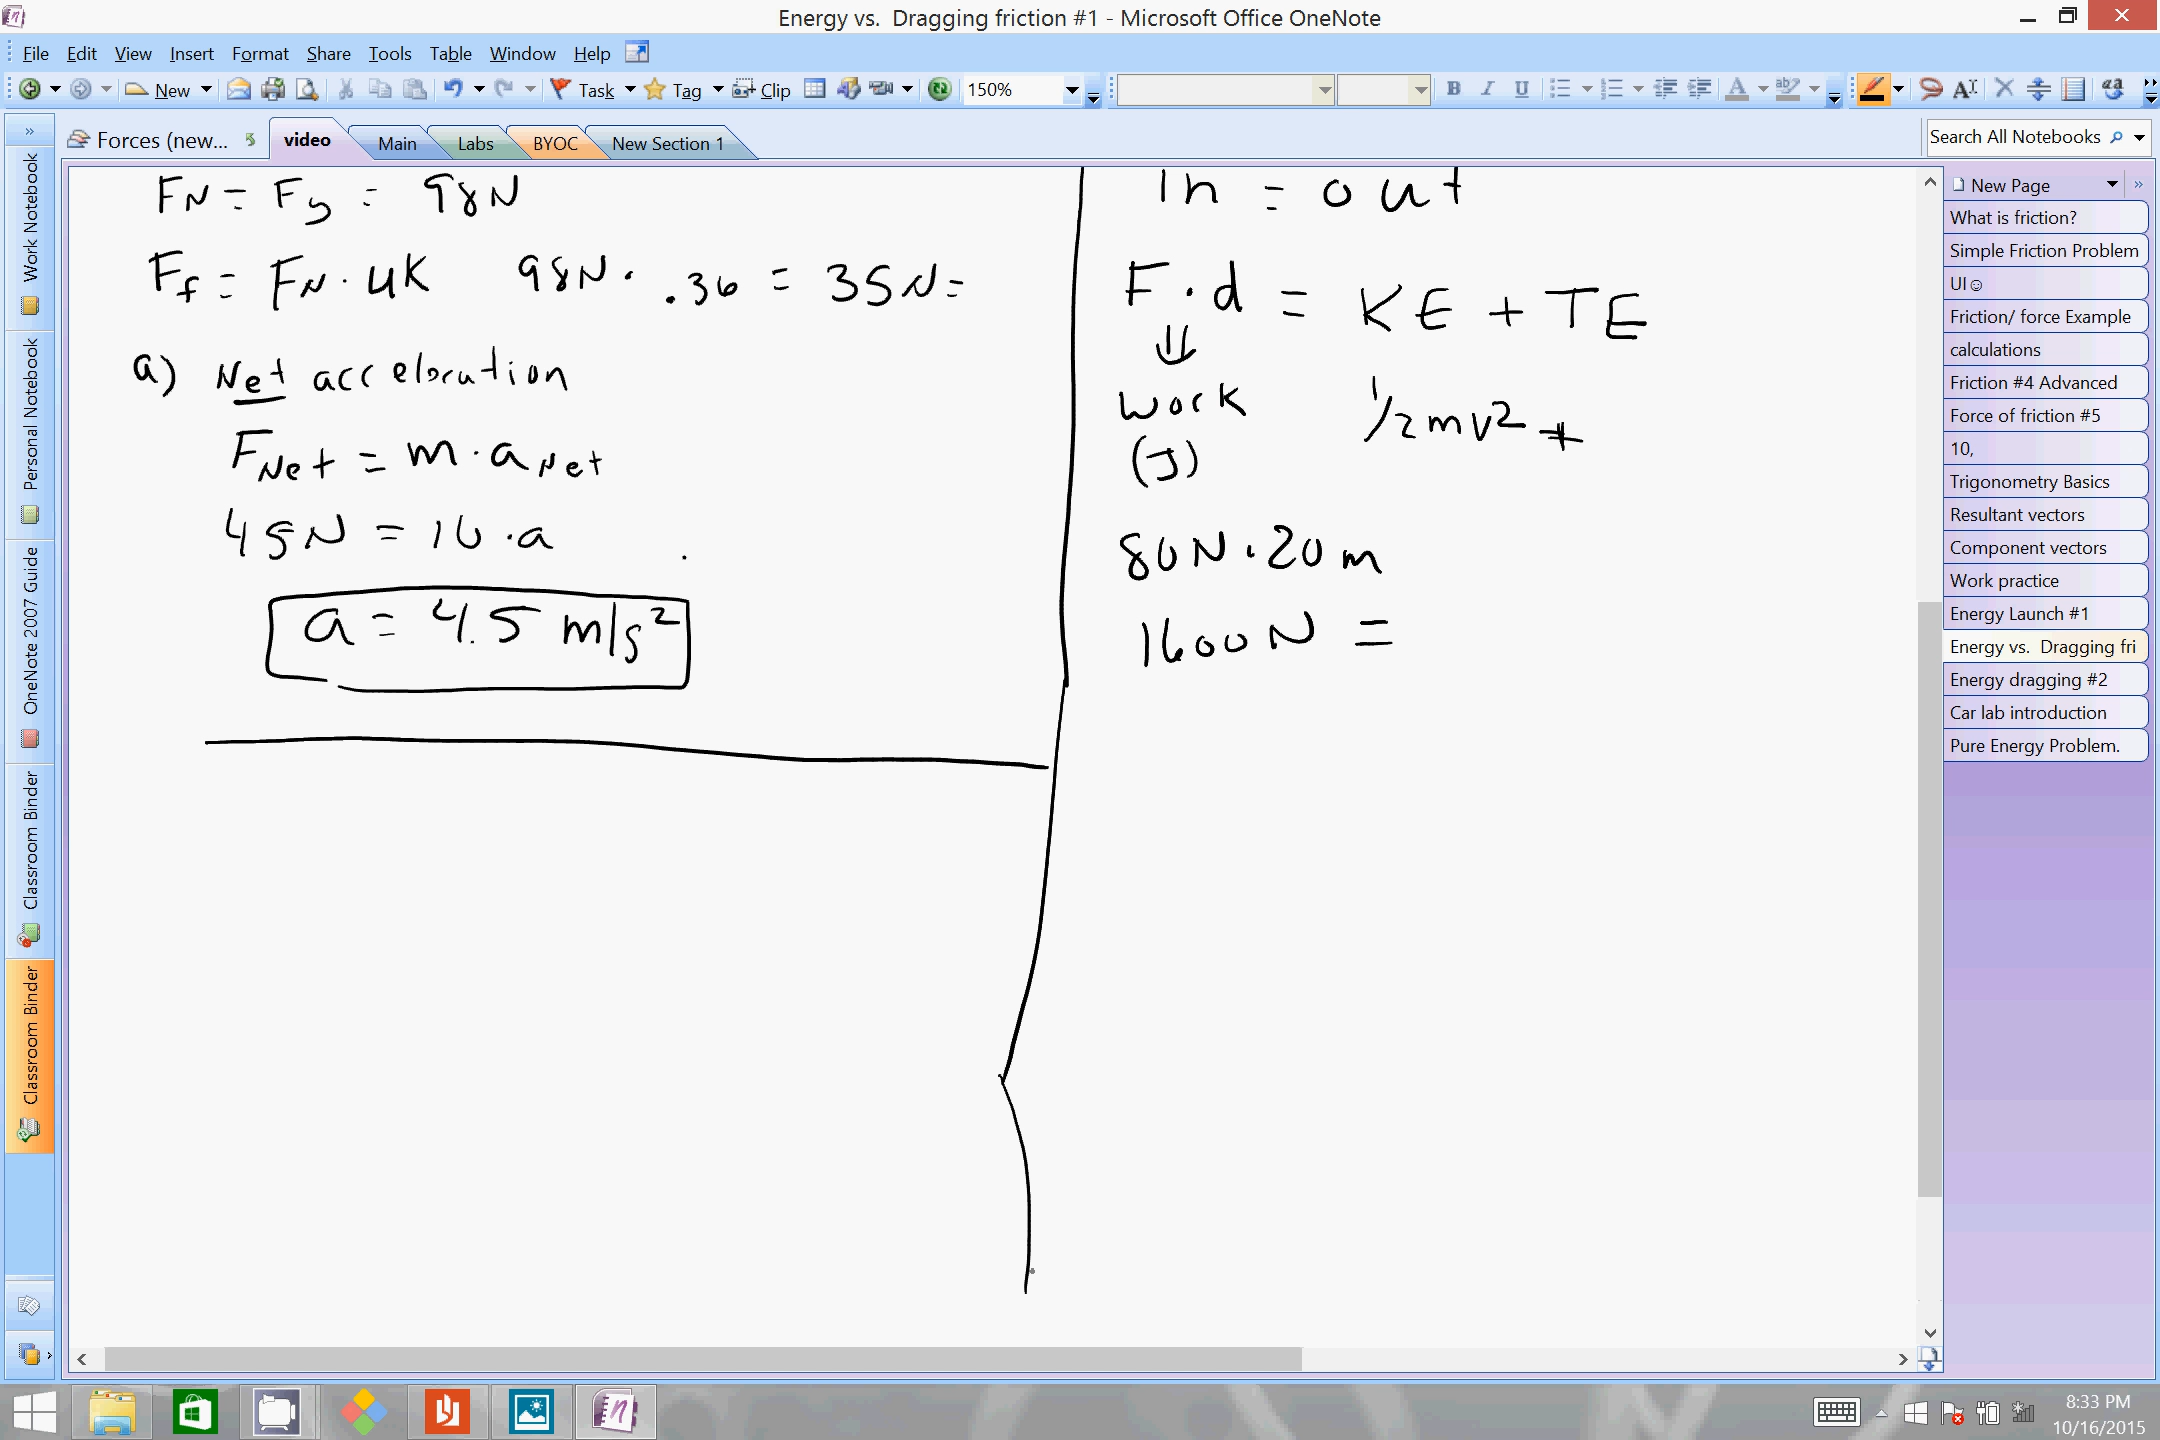 Energy vs.  Dragging friction #1 - Microsoft Office OneNote
File Edit View Insert Format Share Tools Table Window Help
New Task Tag Clip 150% B I U
Forces (new... video Main Labs BYOC New Section 1 Search All Notebooks
Work Notebook
Personal Notebook
OneNote 2007 Guide
Classroom Binder
Classroom Binder
FN = Fg = 98N
Ff = FN · uK 98N · .36 = 35N=
a) Net acceloration
FNet = m · aNet
45N = 10 · a
a = 4.5 m/s²
In = out
F · d = KE + TE
⇓
Work
(J)
1/2 mv² +
80N · 20m
1600N =
New Page
What is friction?
Simple Friction Problem
UI☺
Friction/ force Example
calculations
Friction #4 Advanced
Force of friction #5
10,
Trigonometry Basics
Resultant vectors
Component vectors
Work practice
Energy Launch #1
Energy vs.  Dragging fri
Energy dragging #2
Car lab introduction
Pure Energy Problem.
8:33 PM
10/16/2015